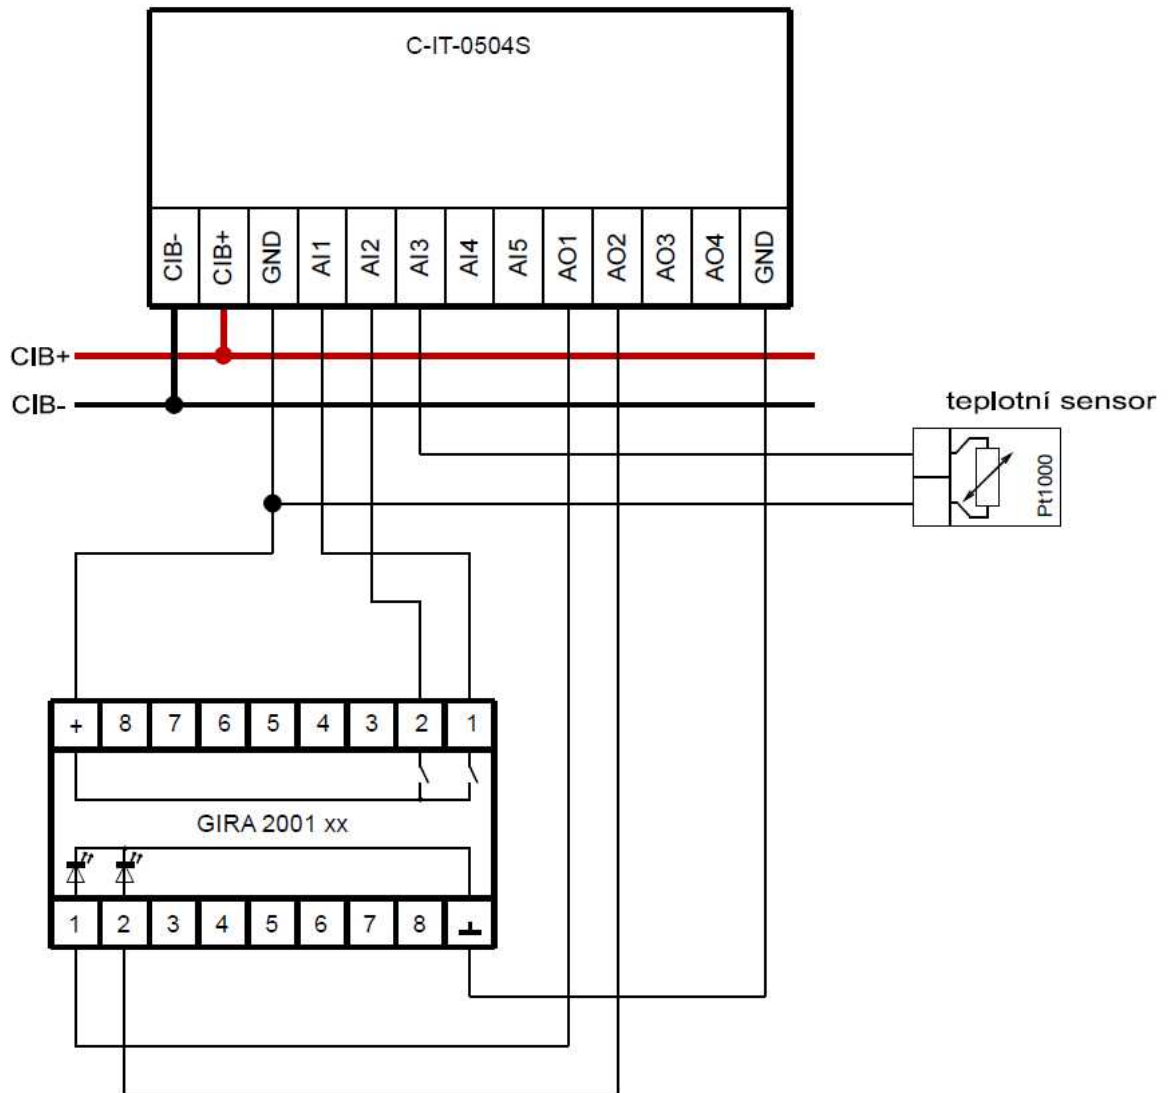 C-IT-0504S
CIB- CIB+ GND AI1 AI2 AI3 AI4 AI5 AO1 AO2 AO3 AO4 GND
CIB+
CIB-
teplotní sensor
Pt1000
+ 8 7 6 5 4 3 2 1
GIRA 2001 xx
1 2 3 4 5 6 7 8